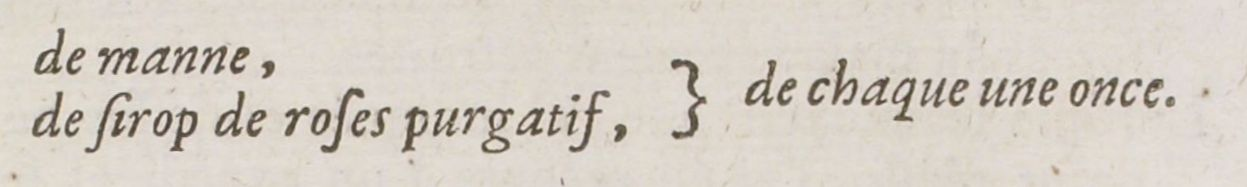 de manne,
de ſirop de roſes purgatif, } de chaque une once.